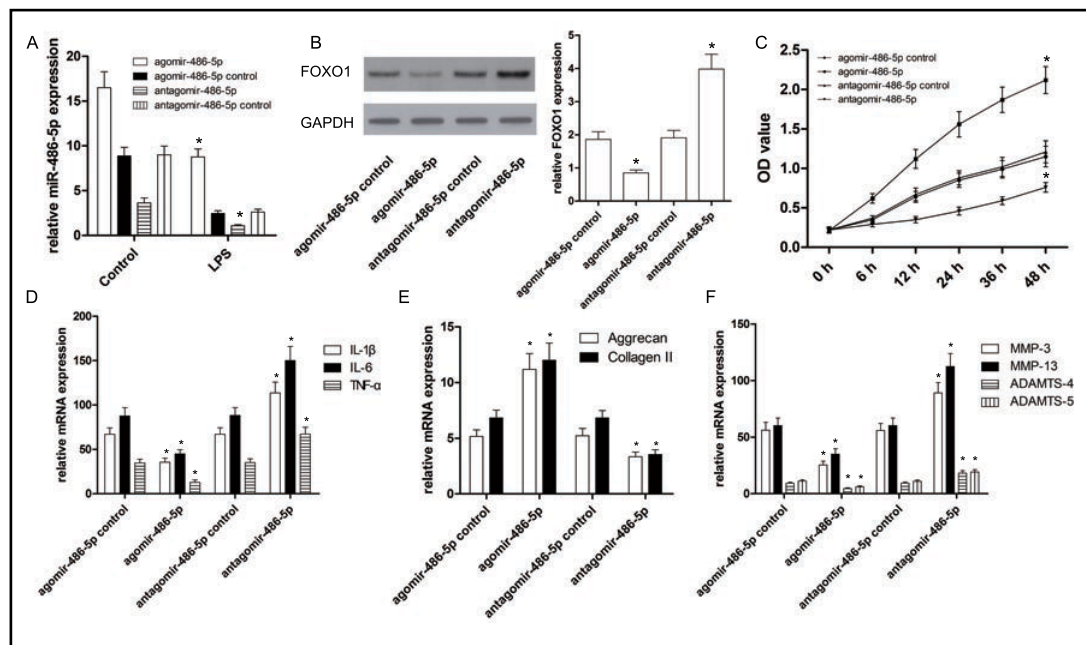 A
relative miR-486-5p expression
20
15
10
5
0
agomir-486-5p
agomir-486-5p control
antagomir-486-5p
antagomir-486-5p control
*
*
Control
LPS
B
FOXO1
GAPDH
agomir-486-5p control
agomir-486-5p
antagomir-486-5p control
antagomir-486-5p
relative FOXO1 expression
5
4
3
2
1
0
*
*
agomir-486-5p control
agomir-486-5p
antagomir-486-5p control
antagomir-486-5p
C
OD value
2.5
2.0
1.5
1.0
0.5
0.0
agomir-486-5p control
agomir-486-5p
antagomir-486-5p control
antagomir-486-5p
*
*
0 h
6 h
12 h
24 h
36 h
48 h
D
relative mRNA expression
200
150
100
50
0
IL-1β
IL-6
TNF-α
* * *
* * *
agomir-486-5p control
agomir-486-5p
antagomir-486-5p control
antagomir-486-5p
E
relative mRNA expression
15
10
5
0
Aggrecan
Collagen II
* *
* *
agomir-486-5p control
agomir-486-5p
antagomir-486-5p control
antagomir-486-5p
F
relative mRNA expression
150
100
50
0
MMP-3
MMP-13
ADAMTS-4
ADAMTS-5
* * * *
* * * *
agomir-486-5p control
agomir-486-5p
antagomir-486-5p control
antagomir-486-5p